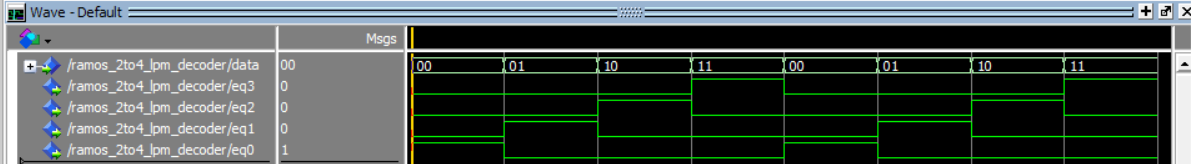 Wave - Default
Msgs
/ramos_2to4_lpm_decoder/data 00 00 01 10 11 00 01 10 11
/ramos_2to4_lpm_decoder/eq3 0
/ramos_2to4_lpm_decoder/eq2 0
/ramos_2to4_lpm_decoder/eq1 0
/ramos_2to4_lpm_decoder/eq0 1